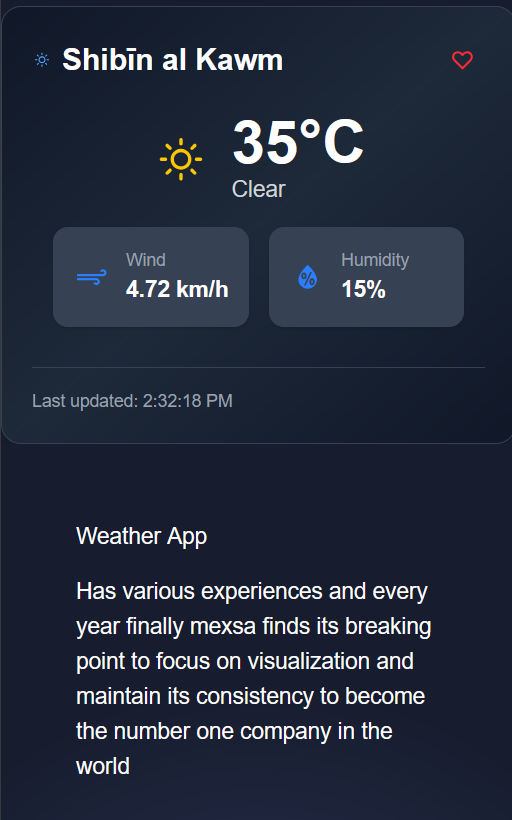 Shibīn al Kawm
35°C
Clear
Wind
4.72 km/h
Humidity
15%
Last updated: 2:32:18 PM
Weather App
Has various experiences and every
year finally mexsa finds its breaking
point to focus on visualization and
maintain its consistency to become
the number one company in the
world